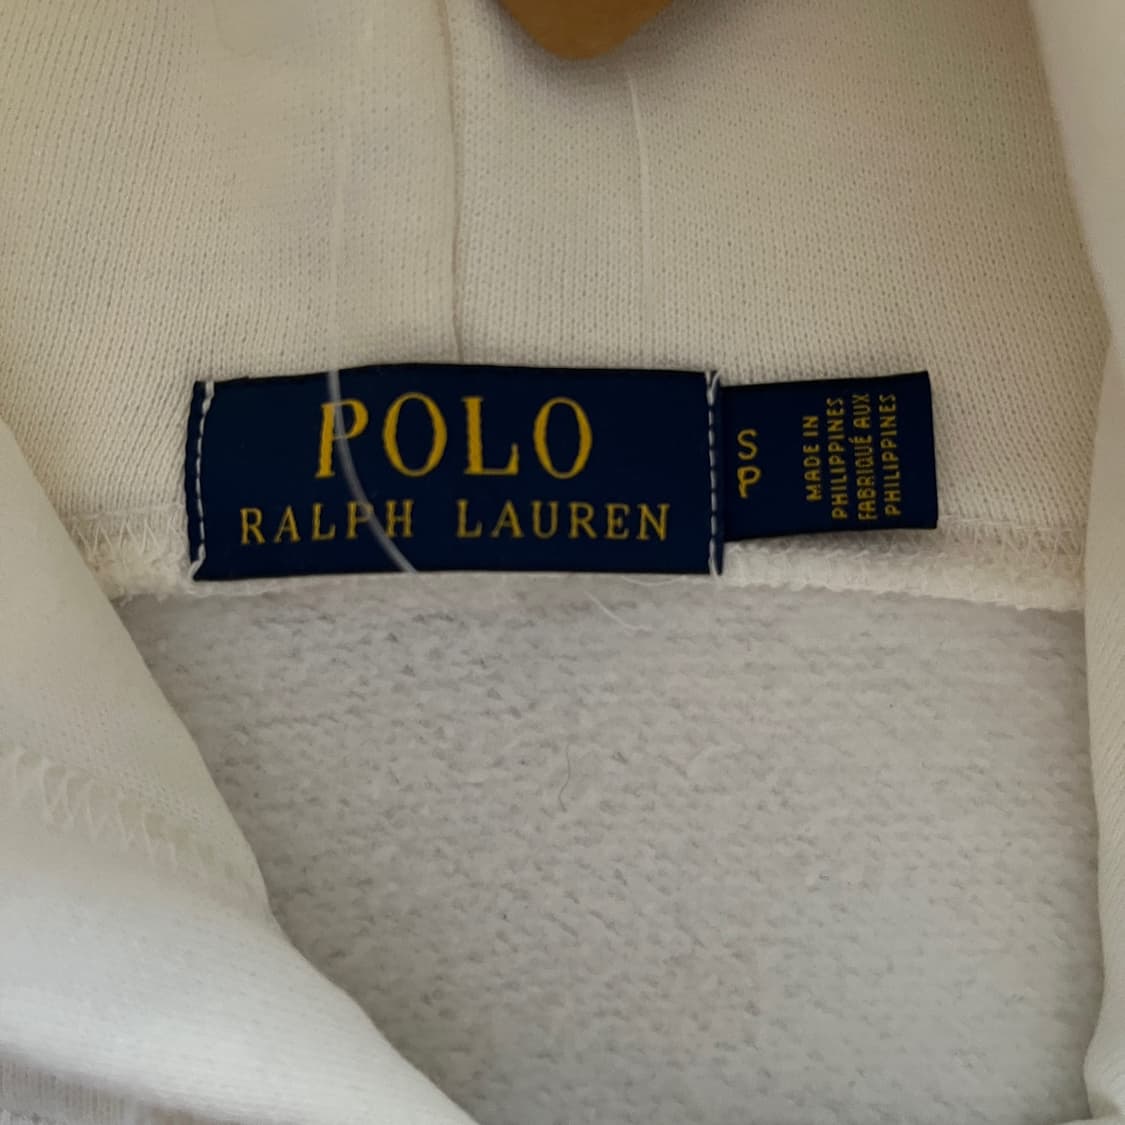 POLO
RALPH LAUREN
S
P
MADE IN
PHILIPPINES
FABRIQUÉ AUX
PHILIPPINES